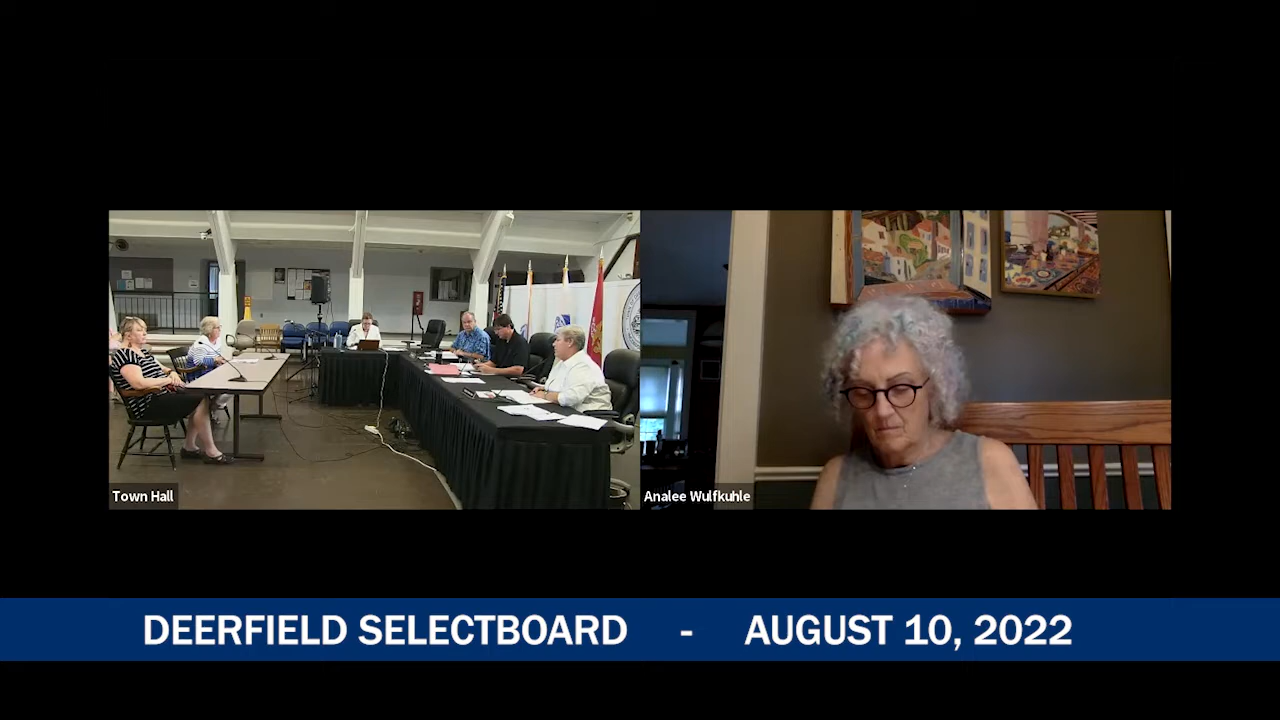 Town Hall
Analee Wulfkuhle
DEERFIELD SELECTBOARD - AUGUST 10, 2022